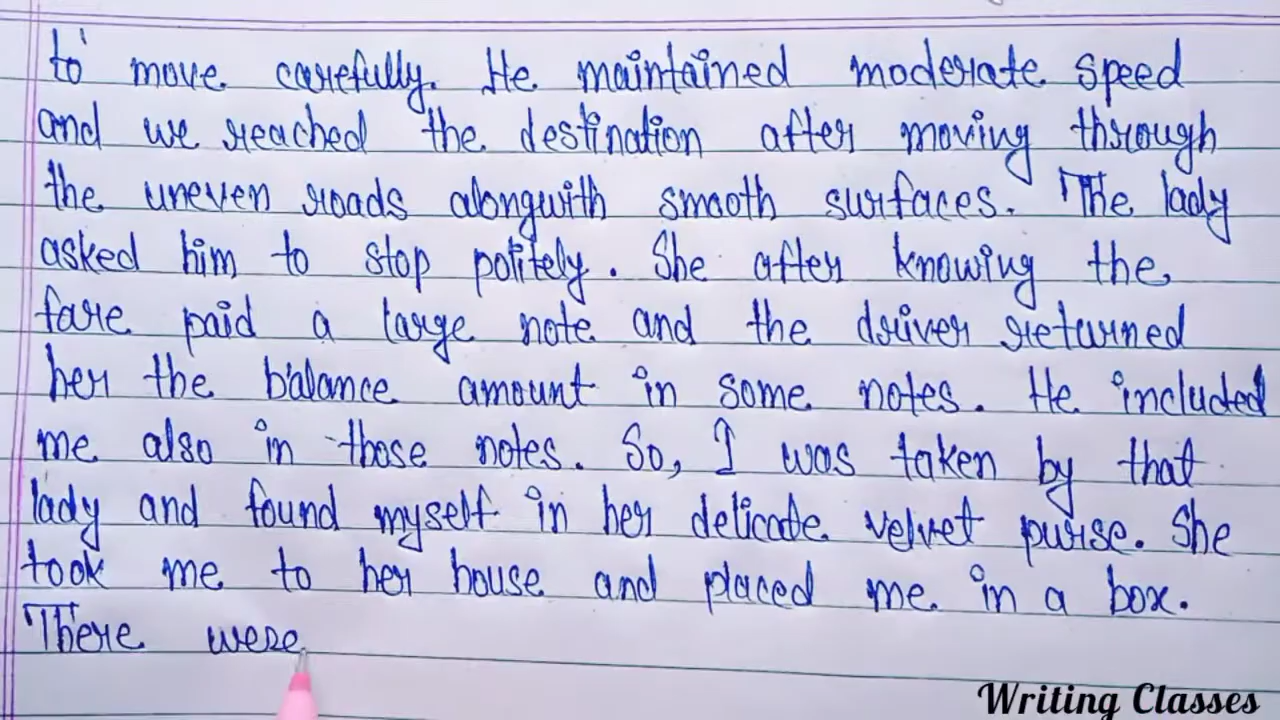 to move carefully. He maintained moderate speed
and we reached the destination after moving through
the uneven roads alongwith smooth surfaces. The lady
asked him to stop politely. She after knowing the
fare paid a large note and the driver returned
her the balance amount in some notes. He included
me also in those notes. So, I was taken by that
lady and found myself in her delicate velvet purse. She
took me to her house and placed me in a box.
There were
Writing Classes